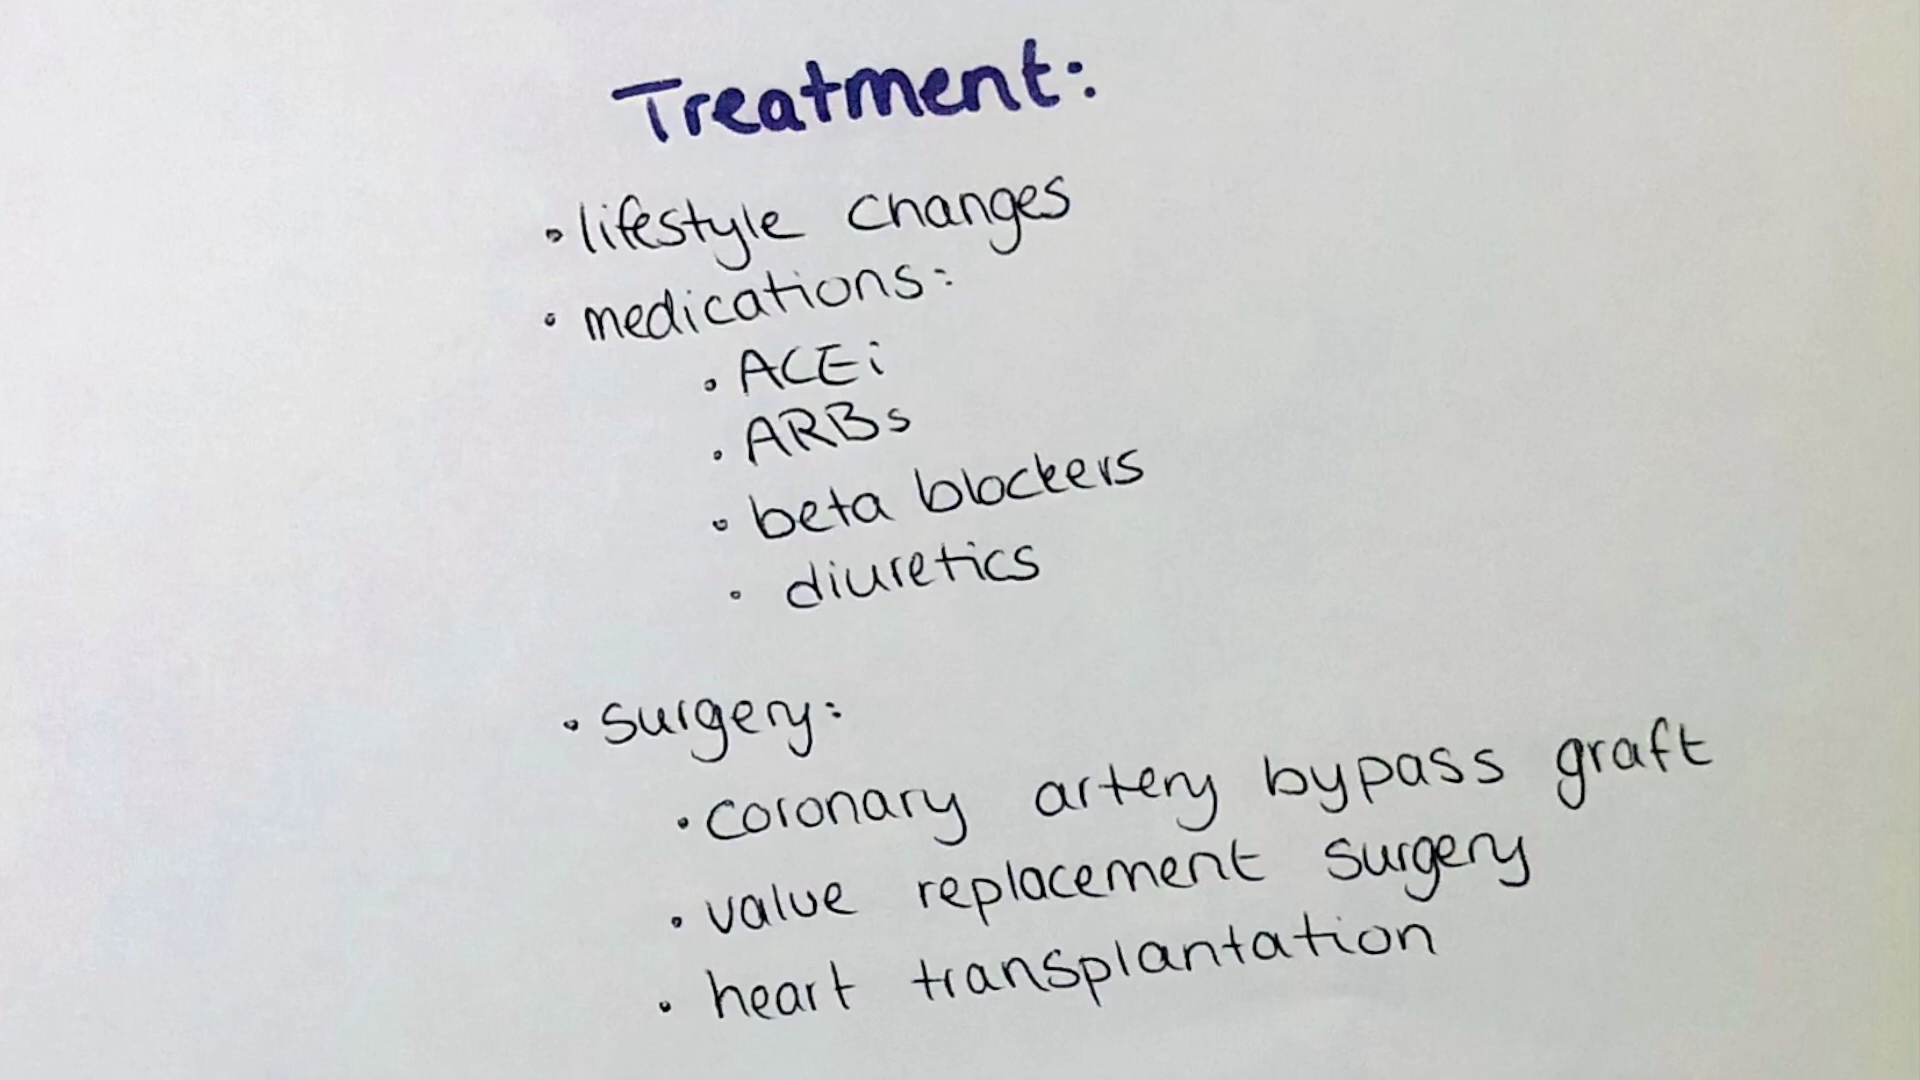 Treatment:
• lifestyle changes
• medications:
• ACEi
• ARBs
• beta blockers
• diuretics
• surgery:
• coronary artery bypass graft
• value replacement surgery
• heart transplantation